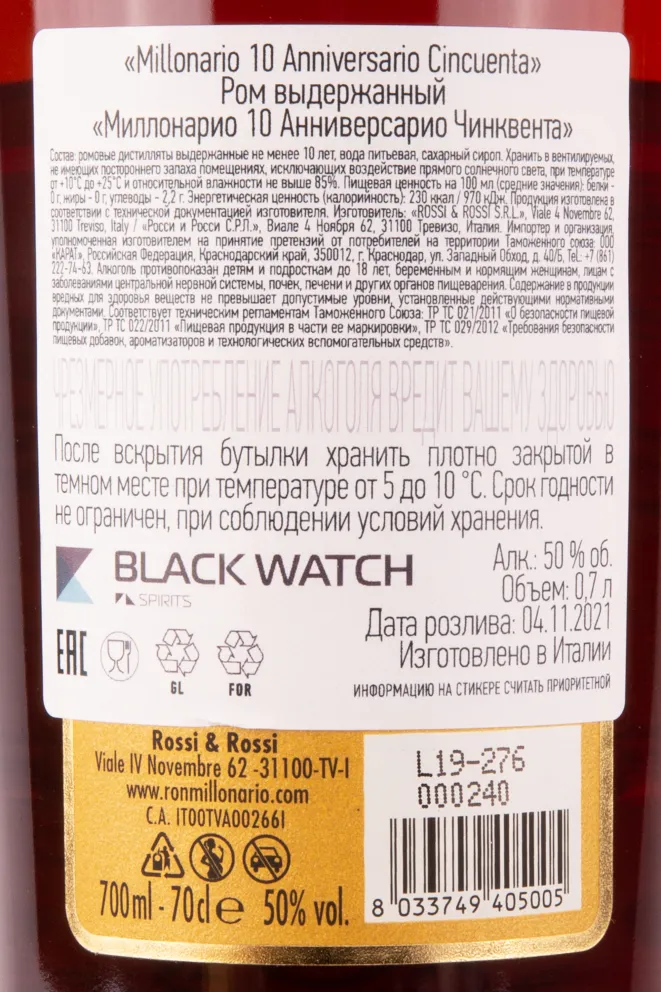 «Millonario 10 Anniversario Cincuenta»
Ром выдержанный
«Миллонарио 10 Анниверсарио Чинквента»
Состав: ромовые дистилляты выдержанные не менее 10 лет, вода питьевая, сахарный сироп. Хранить в вентилируемых,
не имеющих постороннего запаха помещениях, исключающих воздействие прямого солнечного света, при температуре
от +10°С до +25°С и относительной влажности не выше 85%. Пищевая ценность на 100 мл (средние значения): белки -
0 г, жиры - 0 г, углеводы - 2,2 г. Энергетическая ценность (калорийность): 230 ккал / 970 кДж. Продукция изготовлена в
соответствии с технической документацией изготовителя. Изготовитель: «ROSSI & ROSSI S.R.L.», Viale 4 Novembre 62,
31100 Treviso, Italy / «Росси и Росси С.Р.Л.», Виале 4 Ноября 62, 31100 Тревизо, Италия. Импортер и организация,
уполномоченная изготовителем на принятие претензий от потребителей на территории Таможенного союза: ООО
«КАРАТ», Российская Федерация, Краснодарский край, 350012, г. Краснодар, ул. Западный Обход, д. 40/Б, Tel.: +7 (861)
222-74-63. Алкоголь противопоказан детям и подросткам до 18 лет, беременным и кормящим женщинам, лицам с
заболеваниями центральной нервной системы, почек, печени и других органов пищеварения. Содержание в продукции
вредных для здоровья веществ не превышает допустимые уровни, установленные действующими нормативными
документами. Соответствует техническим регламентам Таможенного Союза: ТР ТС 021/2011 «О безопасности пищевой
продукции», ТР ТС 022/2011 «Пищевая продукция в части ее маркировки», ТР ТС 029/2012 «Требования безопасности
пищевых добавок, ароматизаторов и технологических вспомогательных средств».
ЧРЕЗМЕРНОЕ УПОТРЕБЛЕНИЕ АЛКОГОЛЯ ВРЕДИТ ВАШЕМУ ЗДОРОВЬЮ
После вскрытия бутылки хранить плотно закрытой в
темном месте при температуре от 5 до 10 °С. Срок годности
не ограничен, при соблюдении условий хранения.
BLACK WATCH
SPIRITS
Алк.: 50 % об.
Объем: 0,7 л
Дата розлива: 04.11.2021
Изготовлено в Италии
EAC
GL
FOR
ИНФОРМАЦИЮ НА СТИКЕРЕ СЧИТАТЬ ПРИОРИТЕТНОЙ
Rossi & Rossi
Viale IV Novembre 62 -31100-TV-I
www.ronmillonario.com
C.A. IT00TVA00266I
700ml - 70cl e 50% vol.
L19-276
000240
8 033749 405005